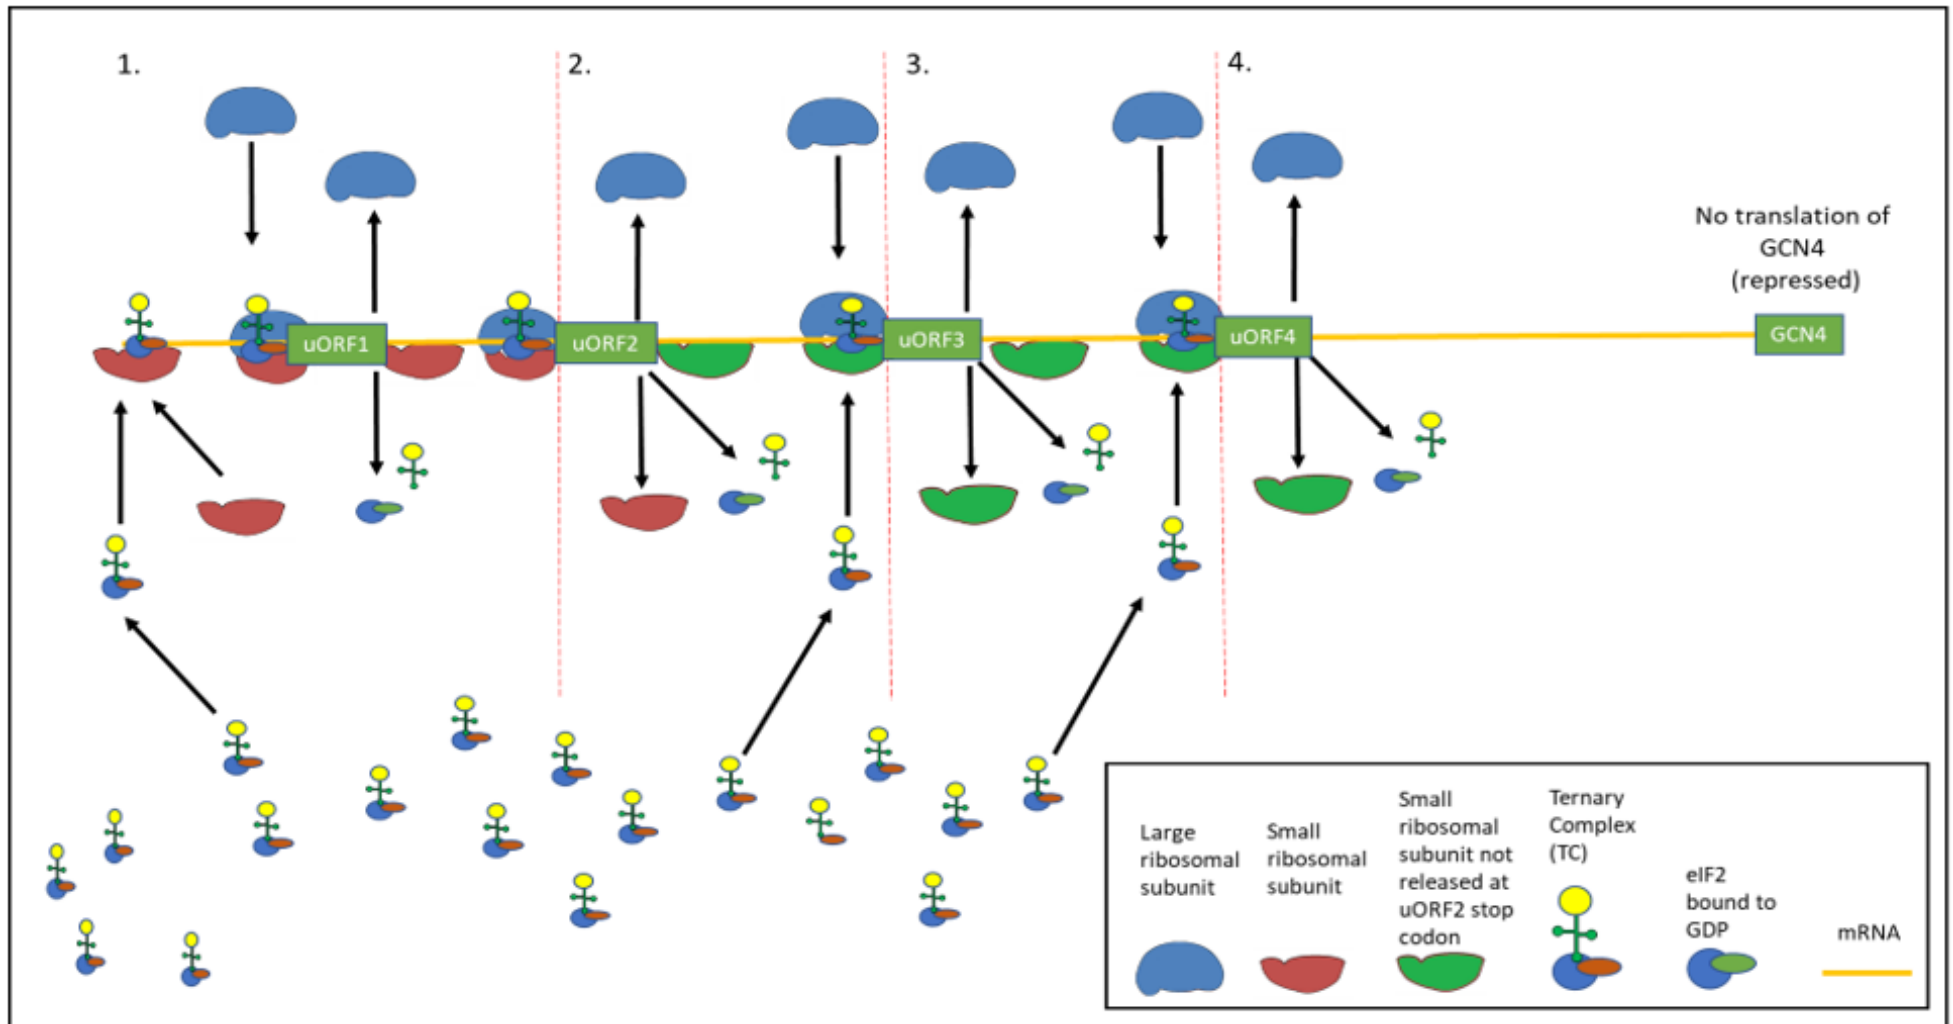 1.
2.
3.
4.
No translation of
GCN4
(repressed)
uORF1
uORF2
uORF3
uORF4
GCN4
Large
ribosomal
subunit
Small
ribosomal
subunit
Small
ribosomal
subunit not
released at
uORF2 stop
codon
Ternary
Complex
(TC)
eIF2
bound to
GDP
mRNA